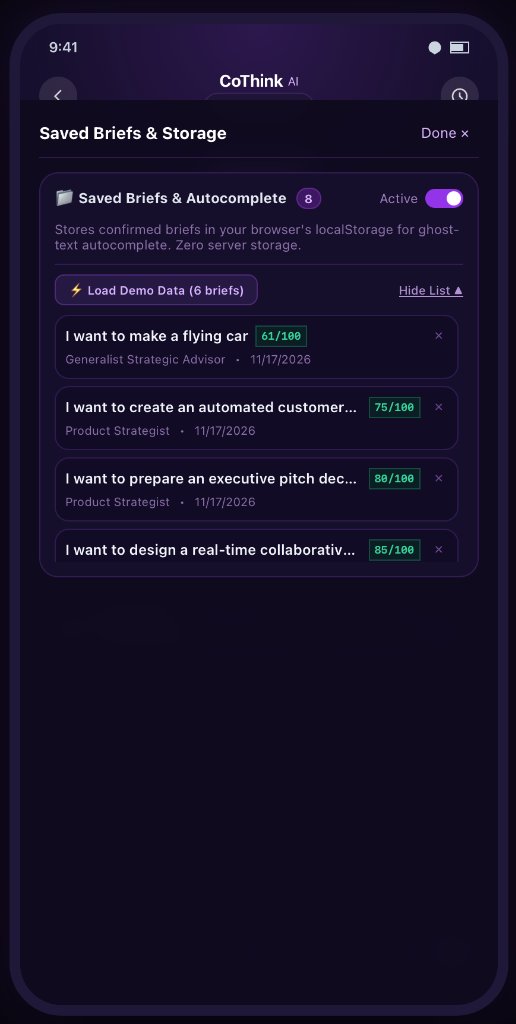 9:41
CoThink AI
Saved Briefs & Storage
Done ×
Saved Briefs & Autocomplete 8
Active
Stores confirmed briefs in your browser's localStorage for ghost-
text autocomplete. Zero server storage.
⚡ Load Demo Data (6 briefs)
Hide List ▲
I want to make a flying car 61/100 ×
Generalist Strategic Advisor • 11/17/2026
I want to create an automated customer... 75/100 ×
Product Strategist • 11/17/2026
I want to prepare an executive pitch dec... 80/100 ×
Product Strategist • 11/17/2026
I want to design a real-time collaborativ... 85/100 ×